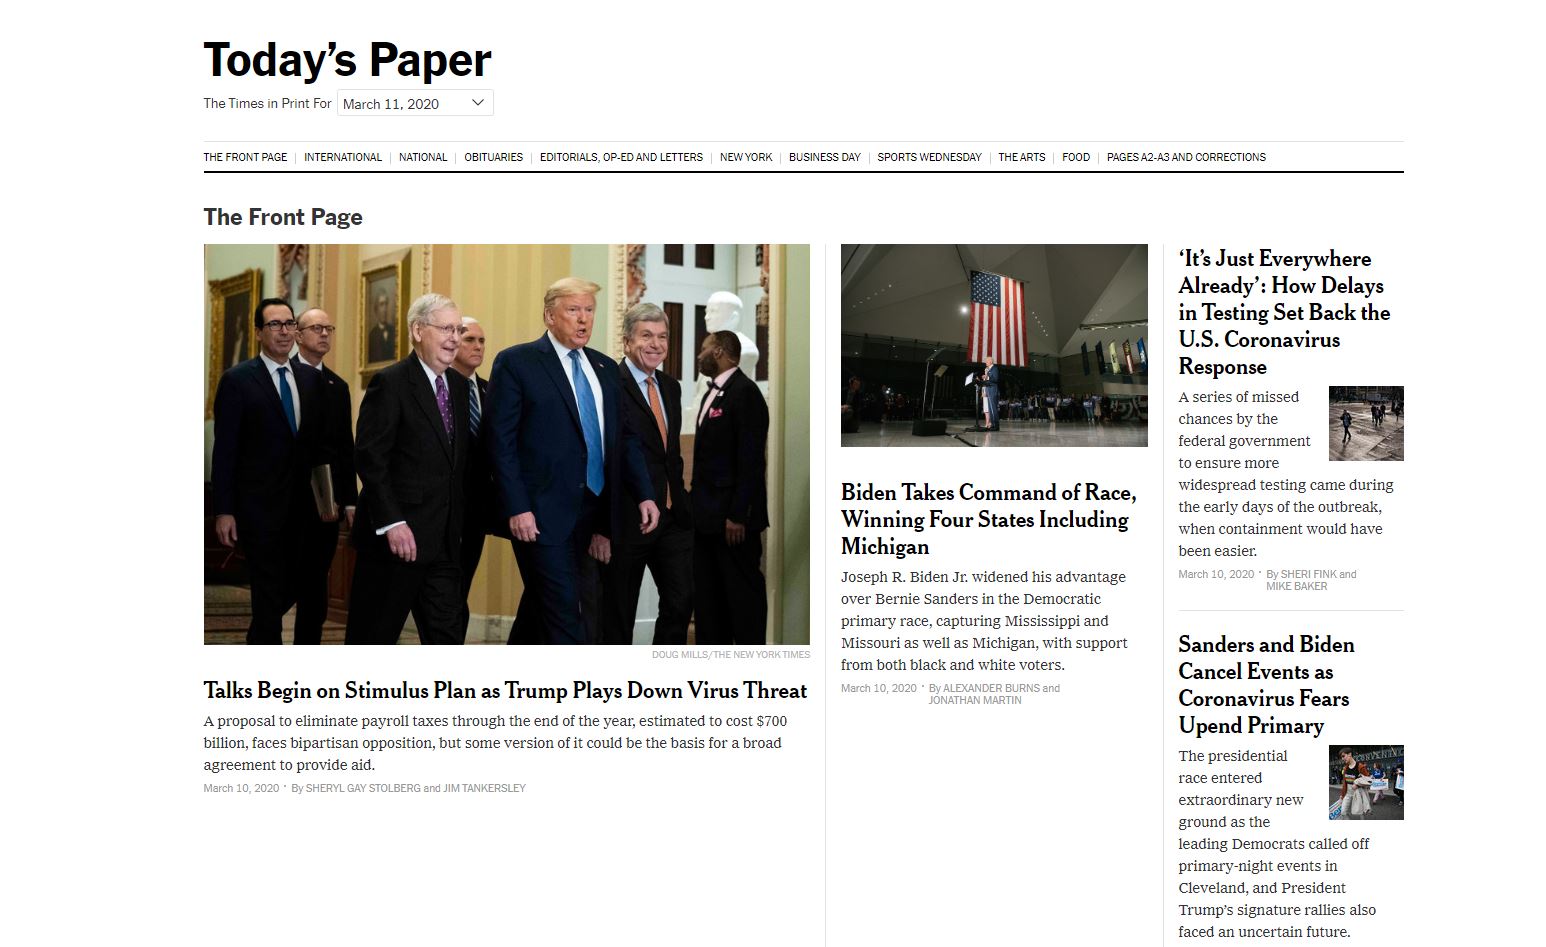 Today’s Paper
The Times in Print For March 11, 2020
THE FRONT PAGE | INTERNATIONAL | NATIONAL | OBITUARIES | EDITORIALS, OP-ED AND LETTERS | NEW YORK | BUSINESS DAY | SPORTS WEDNESDAY | THE ARTS | FOOD | PAGES A2-A3 AND CORRECTIONS
The Front Page
DOUG MILLS/THE NEW YORK TIMES
Talks Begin on Stimulus Plan as Trump Plays Down Virus Threat
A proposal to eliminate payroll taxes through the end of the year, estimated to cost $700
billion, faces bipartisan opposition, but some version of it could be the basis for a broad
agreement to provide aid.
March 10, 2020 · By SHERYL GAY STOLBERG and JIM TANKERSLEY
Biden Takes Command of Race,
Winning Four States Including
Michigan
Joseph R. Biden Jr. widened his advantage
over Bernie Sanders in the Democratic
primary race, capturing Mississippi and
Missouri as well as Michigan, with support
from both black and white voters.
March 10, 2020 · By ALEXANDER BURNS and
JONATHAN MARTIN
‘It’s Just Everywhere
Already’: How Delays
in Testing Set Back the
U.S. Coronavirus
Response
A series of missed
chances by the
federal government
to ensure more
widespread testing came during
the early days of the outbreak,
when containment would have
been easier.
March 10, 2020 · By SHERI FINK and
MIKE BAKER
Sanders and Biden
Cancel Events as
Coronavirus Fears
Upend Primary
The presidential
race entered
extraordinary new
ground as the
leading Democrats called off
primary-night events in
Cleveland, and President
Trump’s signature rallies also
faced an uncertain future.